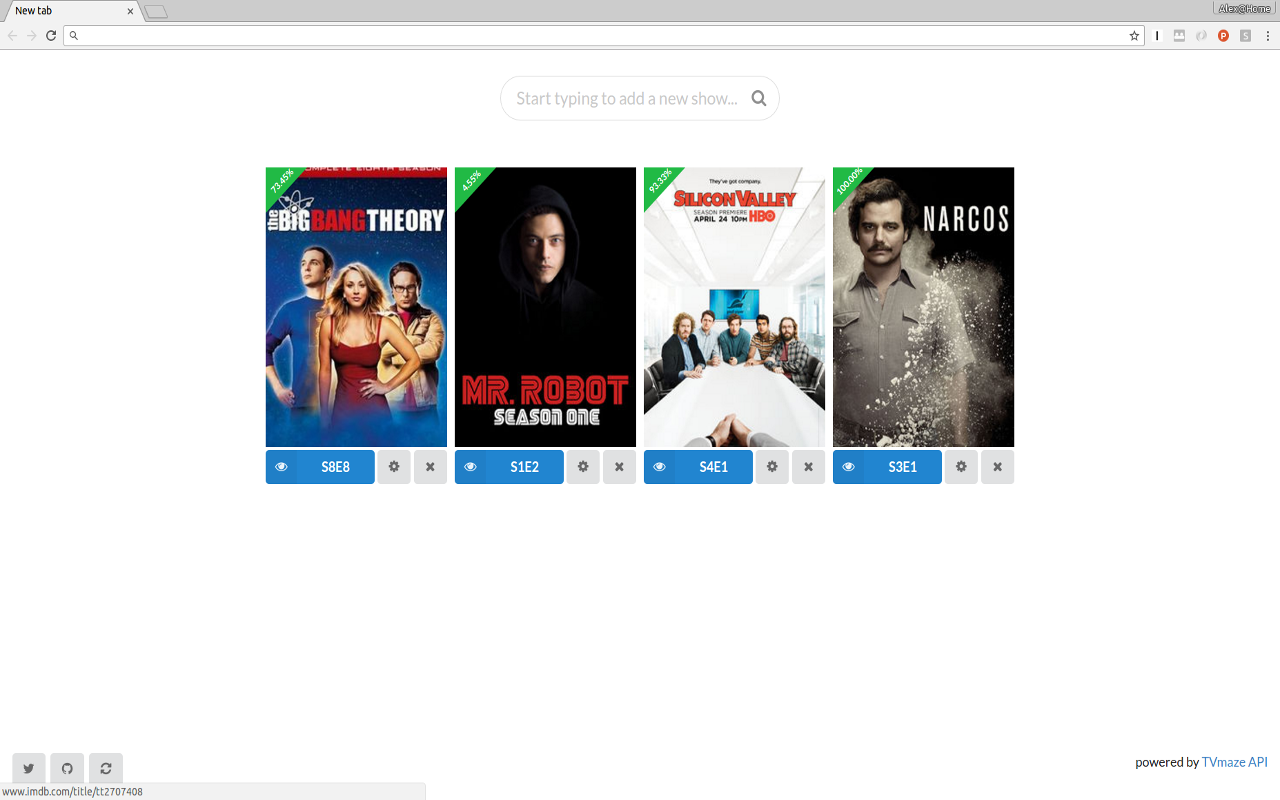 New tab
Alex@Home
Start typing to add a new show...
73.45%
COMPLETE EIGHTH SEASON
the BIG BANG THEORY
4.55%
MR. ROBOT
SEASON ONE
93.33%
They've got company.
SILICON VALLEY
SEASON PREMIERE
APRIL 24 10PM HBO
100.00%
NARCOS
S8E8
S1E2
S4E1
S3E1
powered by TVmaze API
www.imdb.com/title/tt2707408